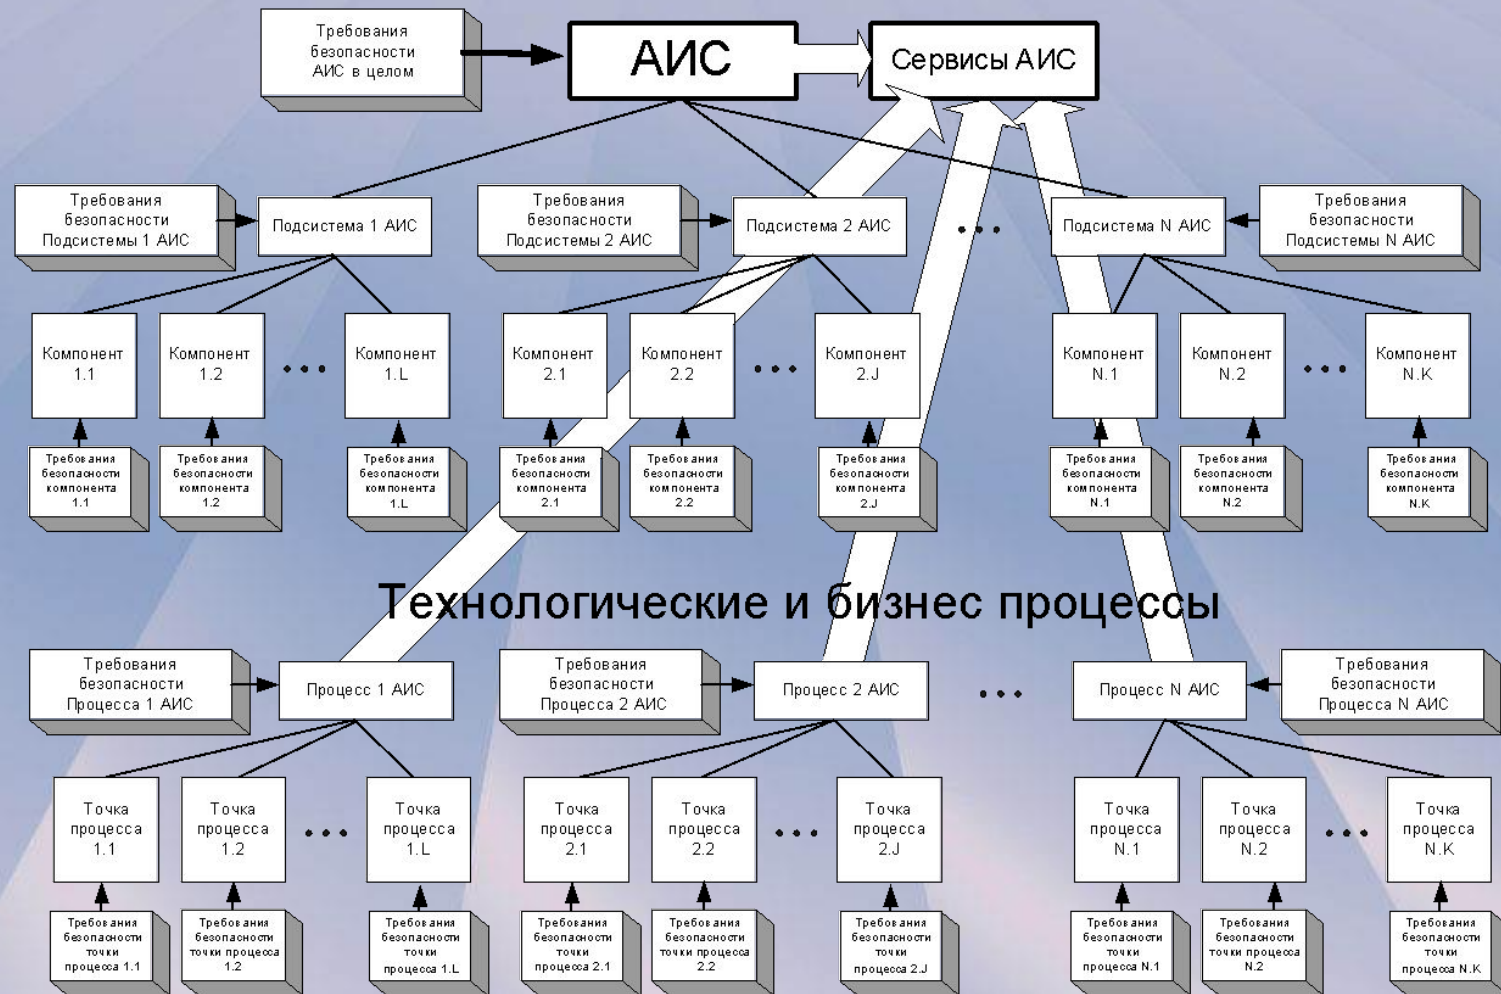 Требования
безопасности
АИС в целом
АИС
Сервисы АИС
Требования
безопасности
Подсистемы 1 АИС
Подсистема 1 АИС
Требования
безопасности
Подсистемы 2 АИС
Подсистема 2 АИС
...
Подсистема N АИС
Требования
безопасности
Подсистемы N АИС
Компонент
1.1
Компонент
1.2
...
Компонент
1.L
Компонент
2.1
Компонент
2.2
...
Компонент
2.J
Компонент
N.1
Компонент
N.2
...
Компонент
N.K
Требования
безопасности
компонента
1.1
Требования
безопасности
компонента
1.2
Требования
безопасности
компонента
1.L
Требования
безопасности
компонента
2.1
Требования
безопасности
компонента
2.2
Требования
безопасности
компонента
2.J
Требования
безопасности
компонента
N.1
Требования
безопасности
компонента
N.2
Требования
безопасности
компонента
N.K
Технологические и бизнес процессы
Требования
безопасности
Процесса 1 АИС
Процесс 1 АИС
Требования
безопасности
Процесса 2 АИС
Процесс 2 АИС
...
Процесс N АИС
Требования
безопасности
Процесса N АИС
Точка
процесса
1.1
Точка
процесса
1.2
...
Точка
процесса
1.L
Точка
процесса
2.1
Точка
процесса
2.2
...
Точка
процесса
2.J
Точка
процесса
N.1
Точка
процесса
N.2
...
Точка
процесса
N.K
Требования
безопасности
точки
процесса 1.1
Требования
безопасности
точки процесса
1.2
Требования
безопасности
точки
процесса 1.L
Требования
безопасности
точки
процесса 2.1
Требования
безопасности
точки процесса
2.2
Требования
безопасности
точки
процесса 2.J
Требования
безопасности
точки
процесса N.1
Требования
безопасности
точки процесса
N.2
Требования
безопасности
точки
процесса N.K